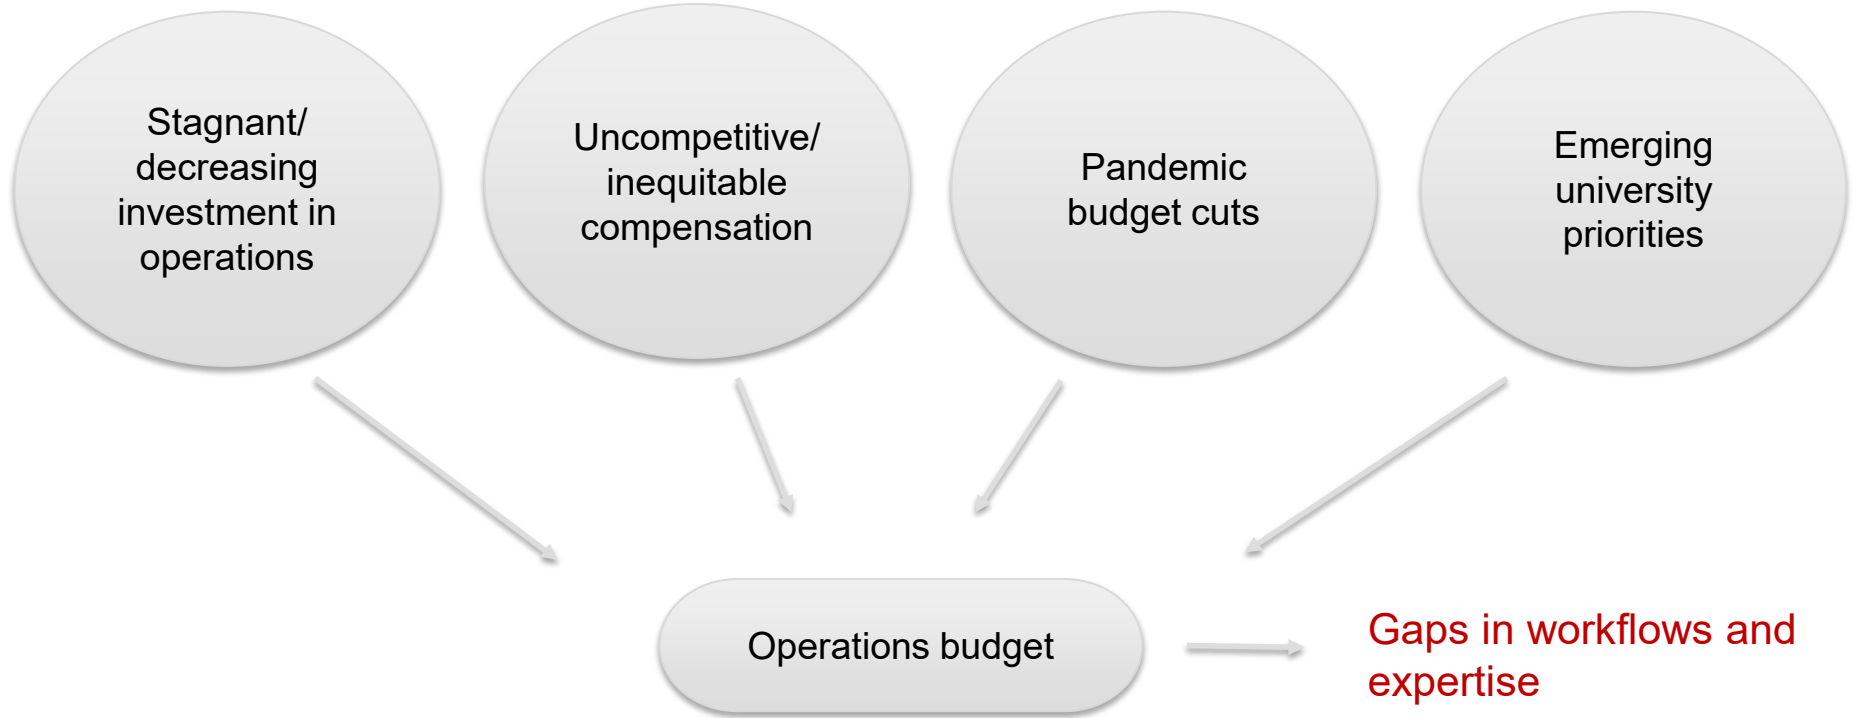 Stagnant/
decreasing
investment in
operations
Uncompetitive/
inequitable
compensation
Pandemic
budget cuts
Emerging
university
priorities
Operations budget
Gaps in workflows and
expertise